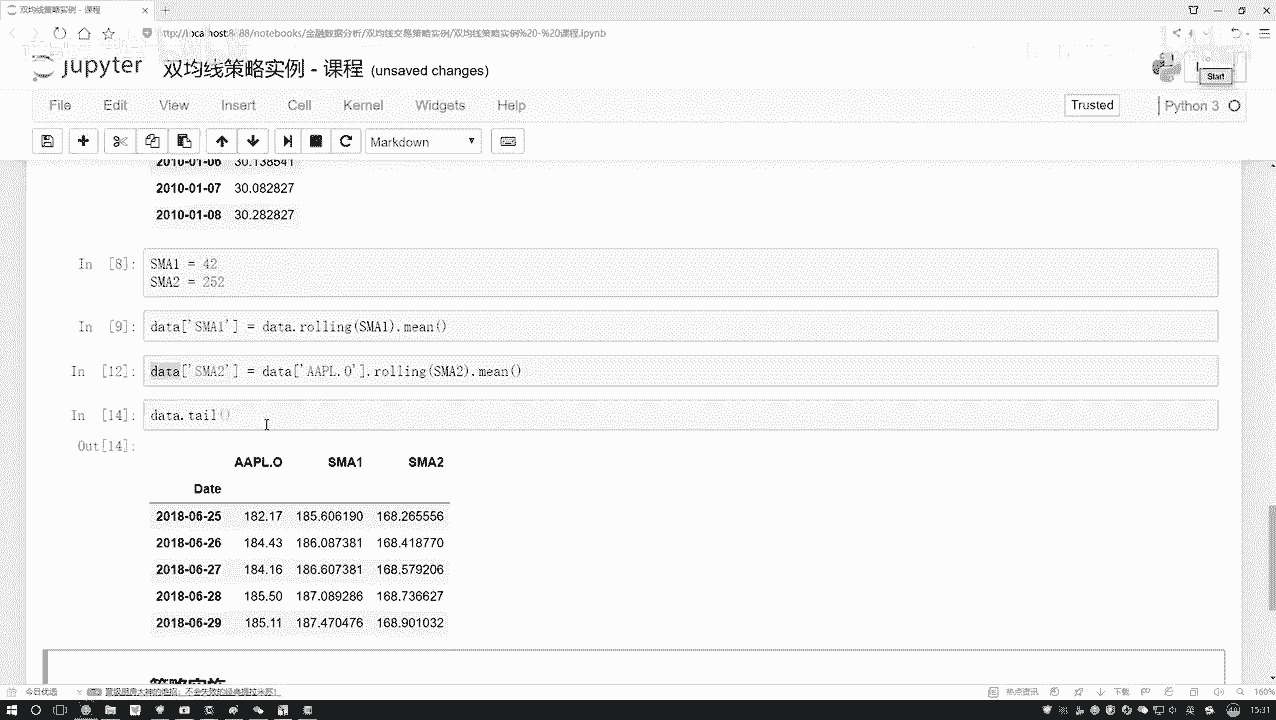 双均线策略实例 - 课程
localhost:8888/notebooks/金融数据分析/双均线交易策略实例/双均线策略实例%20-%20课程.ipynb
jupyter 双均线策略实例 - 课程 (unsaved changes)
Start
File Edit View Insert Cell Kernel Widgets Help
Trusted Python 3
Markdown
2010-01-06 30.138541
2010-01-07 30.082827
2010-01-08 30.282827
In [8]: SMA1 = 42
SMA2 = 252
In [9]: data['SMA1'] = data.rolling(SMA1).mean()
In [12]: data['SMA2'] = data['AAPL.O'].rolling(SMA2).mean()
In [14]: data.tail()
Out[14]:
AAPL.O SMA1 SMA2
Date
2018-06-25 182.17 185.606190 168.265556
2018-06-26 184.43 186.087381 168.418770
2018-06-27 184.16 186.607381 168.579206
2018-06-28 185.50 187.089286 168.736627
2018-06-29 185.11 187.470476 168.901032
策略实施
今日优选
热点资讯 下载 160%
15:31